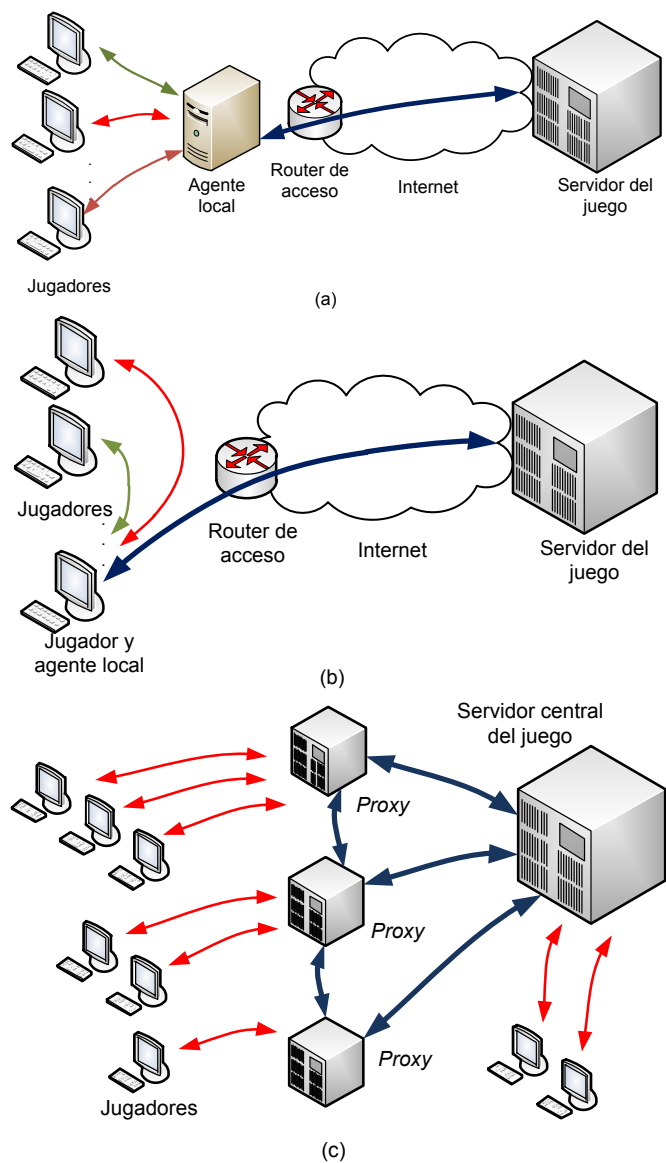 Agente
local
Router de
acceso
Internet
Servidor del
juego
Jugadores
(a)
Jugadores
Router de
acceso
Internet
Servidor del
juego
Jugador y
agente local
(b)
Servidor central
del juego
Proxy
Proxy
Proxy
Jugadores
(c)